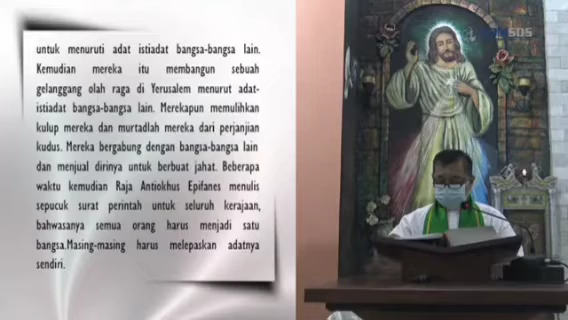 untuk menuruti adat istiadat bangsa-bangsa lain.
Kemudian mereka itu membangun sebuah
gelanggang olah raga di Yerusalem menurut adat-
istiadat bangsa-bangsa lain. Merekapun memulihkan
kulup mereka dan murtadlah mereka dari perjanjian
kudus. Mereka bergabung dengan bangsa-bangsa lain
dan menjual dirinya untuk berbuat jahat. Beberapa
waktu kemudian Raja Antiokhus Epifanes menulis
sepucuk surat perintah untuk seluruh kerajaan,
bahwasanya semua orang harus menjadi satu
bangsa.Masing-masing harus melepaskan adatnya
sendiri.